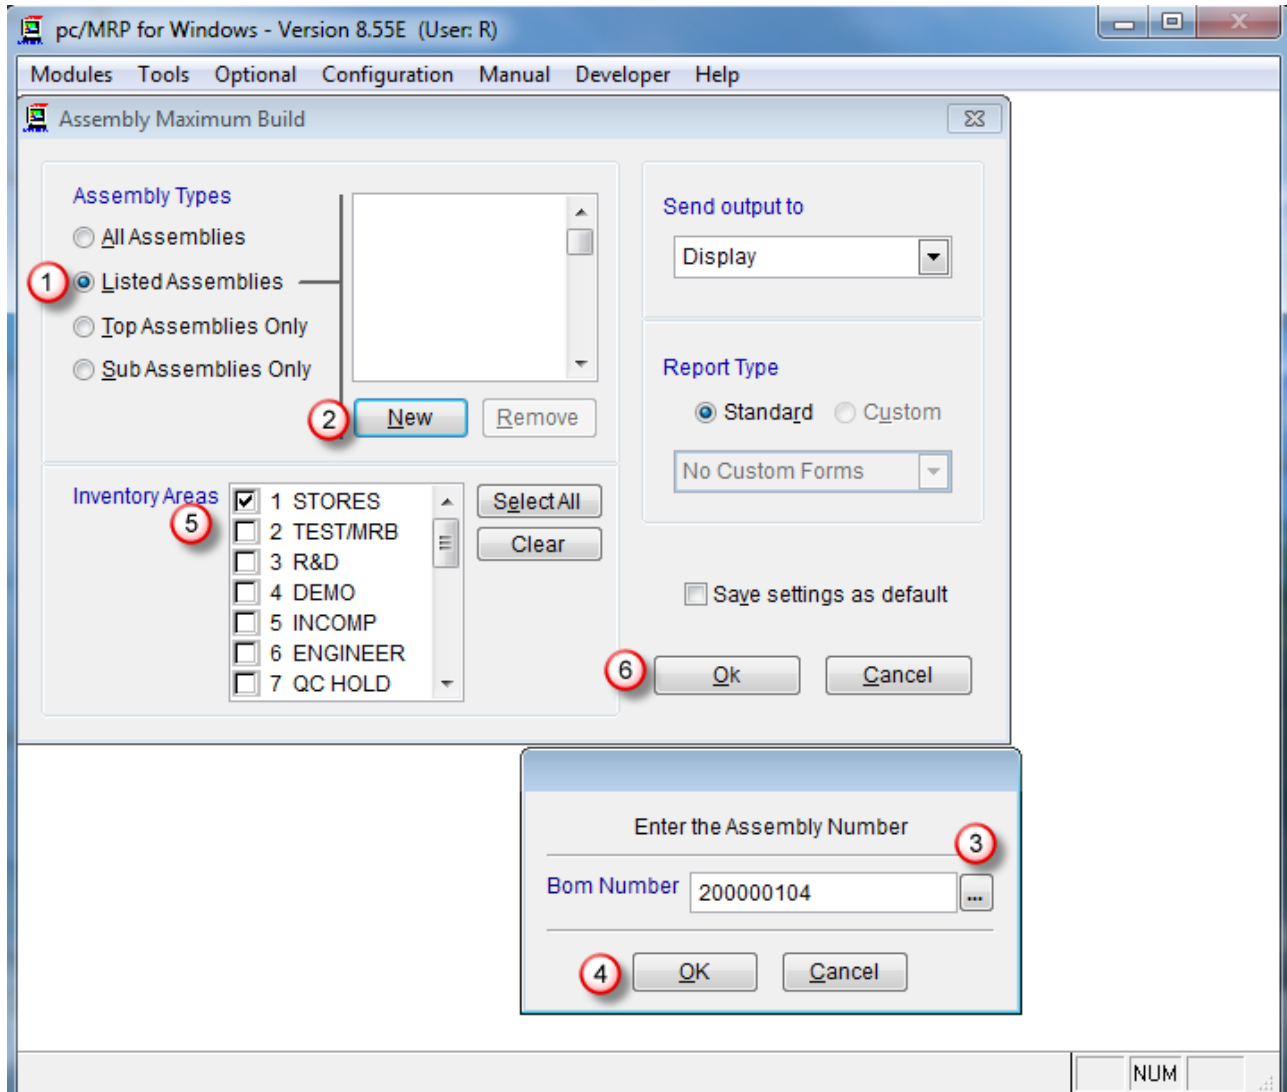 pc/MRP for Windows - Version 8.55E  (User: R)
Modules Tools Optional Configuration Manual Developer Help
Assembly Maximum Build
Assembly Types
All Assemblies
1
Listed Assemblies
Top Assemblies Only
Sub Assemblies Only
2
New
Remove
Send output to
Display
Report Type
Standard
Custom
No Custom Forms
Inventory Areas
5
1 STORES
2 TEST/MRB
3 R&D
4 DEMO
5 INCOMP
6 ENGINEER
7 QC HOLD
Select All
Clear
Save settings as default
6
Ok
Cancel
Enter the Assembly Number
3
Bom Number
200000104
...
4
OK
Cancel
NUM